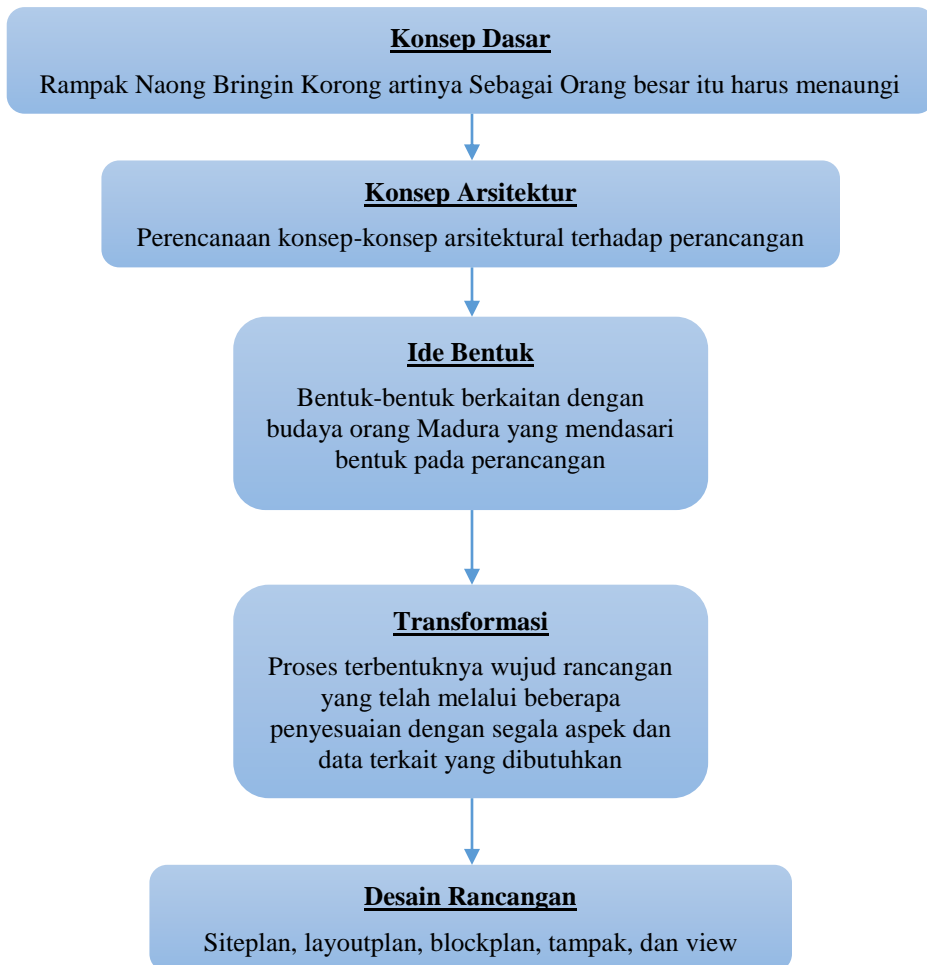 Konsep Dasar
Rampak Naong Bringin Korong artinya Sebagai Orang besar itu harus menaungi
Konsep Arsitektur
Perencanaan konsep-konsep arsitektural terhadap perancangan
Ide Bentuk
Bentuk-bentuk berkaitan dengan
budaya orang Madura yang mendasari
bentuk pada perancangan
Transformasi
Proses terbentuknya wujud rancangan
yang telah melalui beberapa
penyesuaian dengan segala aspek dan
data terkait yang dibutuhkan
Desain Rancangan
Siteplan, layoutplan, blockplan, tampak, dan view